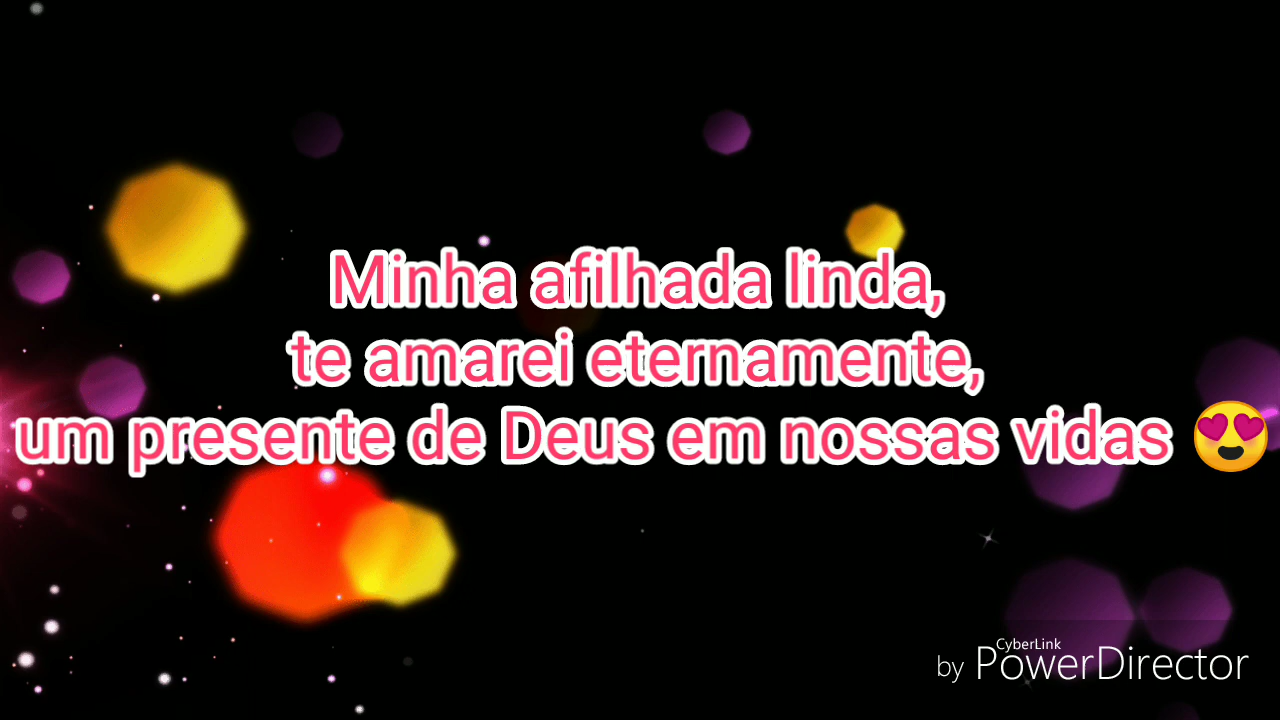 Minha afilhada linda,
te amarei eternamente,
um presente de Deus em nossas vidas 😍
CyberLink
by PowerDirector